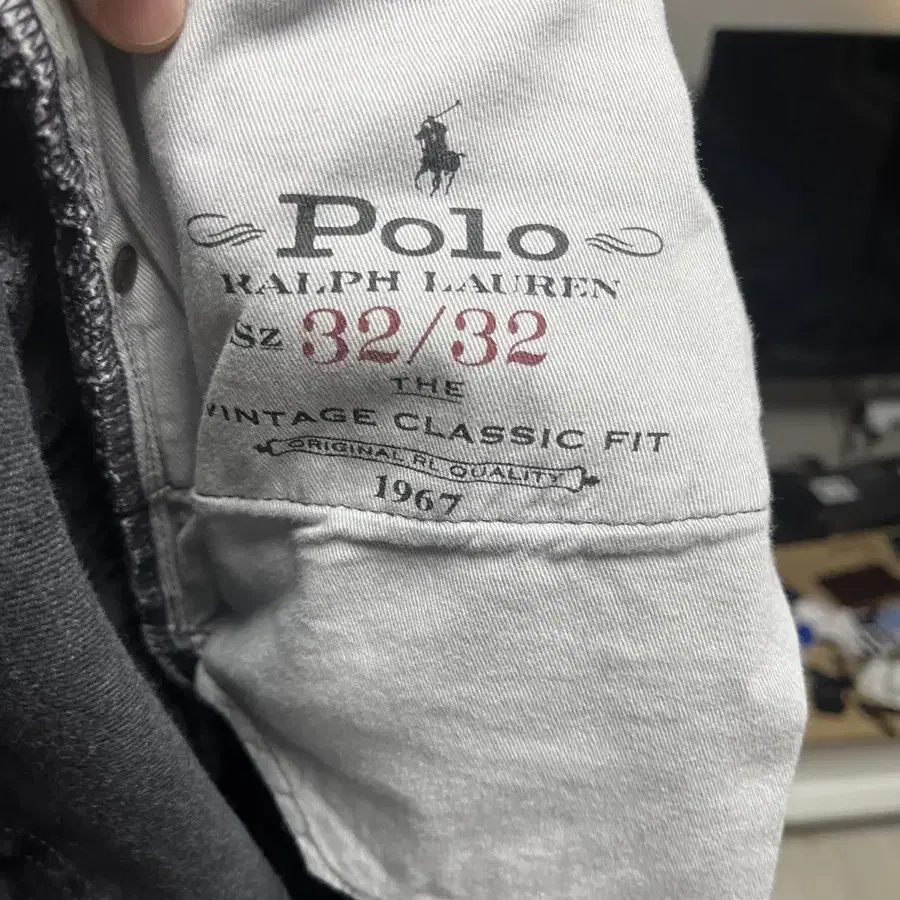 Polo
RALPH LAUREN
Sz 32/32
THE
VINTAGE CLASSIC FIT
ORIGINAL RL QUALITY
1967